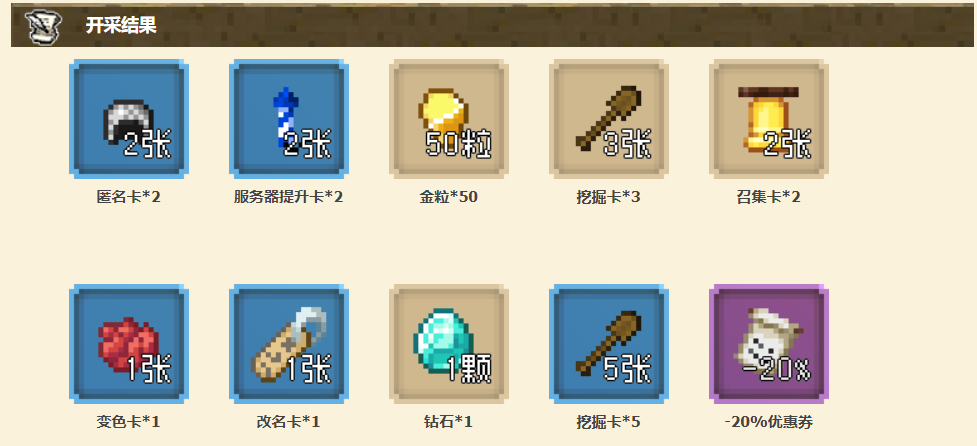 开采结果
2张
2张
50粒
3张
2张
匿名卡*2
服务器提升卡*2
金粒*50
挖掘卡*3
召集卡*2
1张
1张
1颗
5张
-20%
变色卡*1
改名卡*1
钻石*1
挖掘卡*5
-20%优惠券